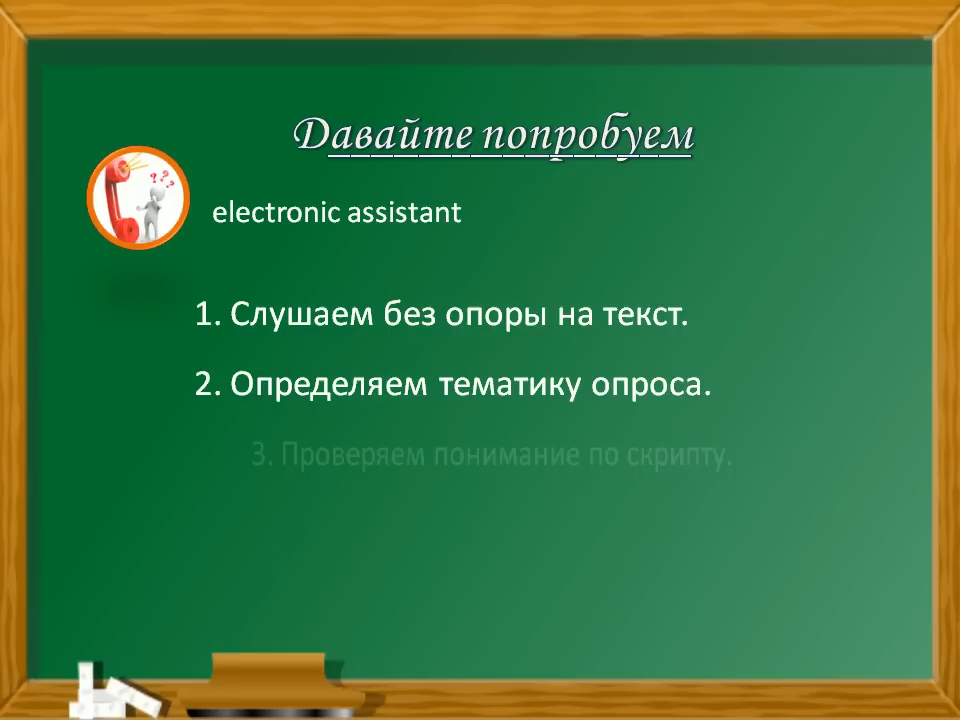 Давайте попробуем
electronic assistant
1. Слушаем без опоры на текст.
2. Определяем тематику опроса.
3. Проверяем понимание по скрипту.